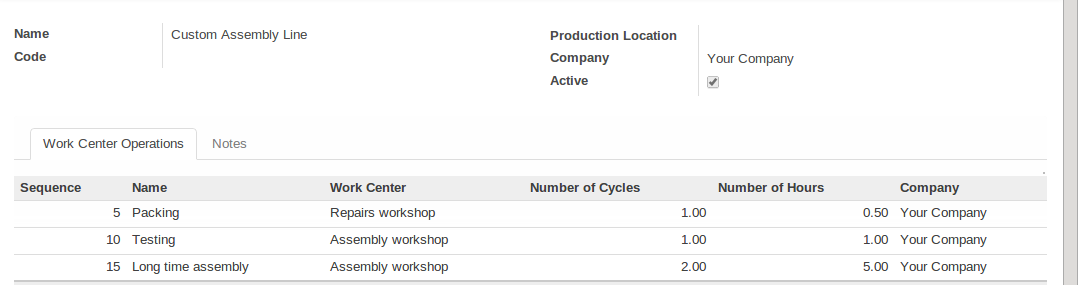 Name Custom Assembly Line Production Location
Code Company Your Company
Active
Work Center Operations Notes
Sequence Name Work Center Number of Cycles Number of Hours Company
5 Packing Repairs workshop 1.00 0.50 Your Company
10 Testing Assembly workshop 1.00 1.00 Your Company
15 Long time assembly Assembly workshop 2.00 5.00 Your Company